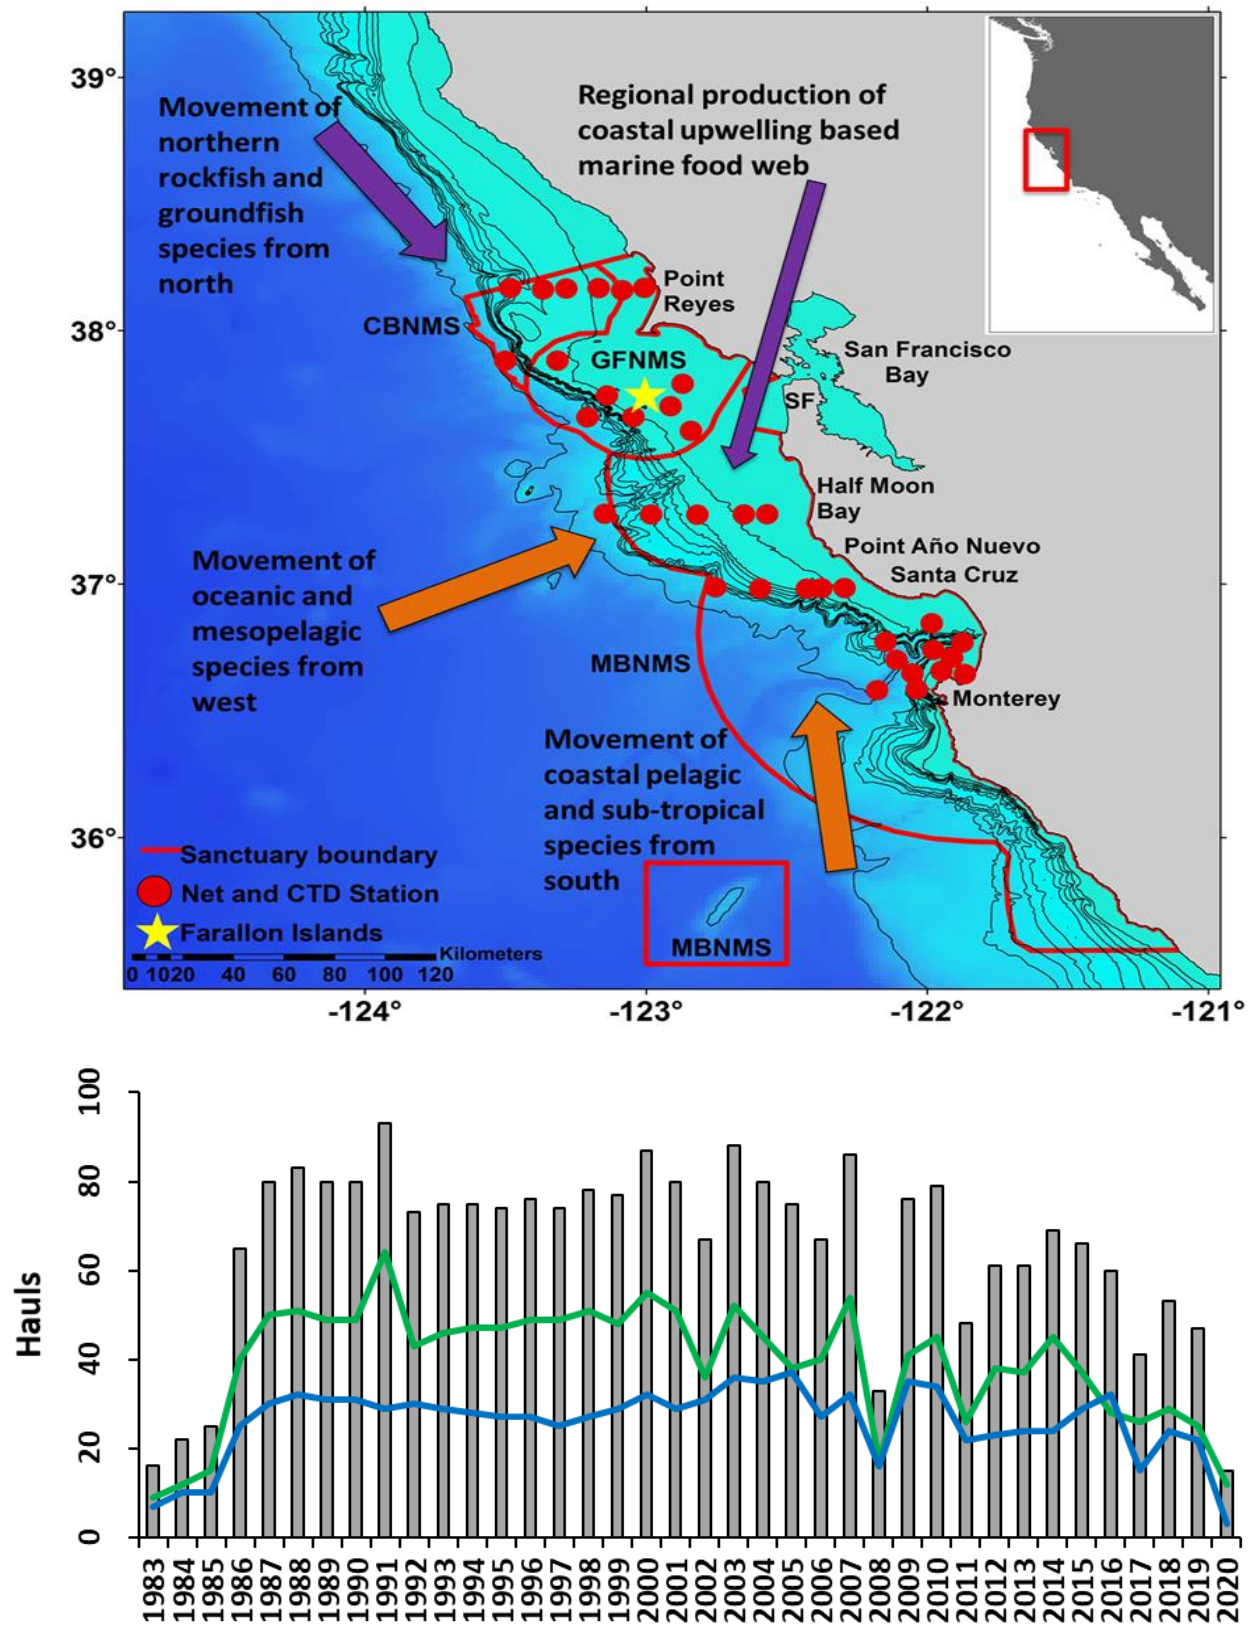 39°
38°
37°
36°
Movement of
northern
rockfish and
groundfish
species from
north
Regional production of
coastal upwelling based
marine food web
Point
Reyes
CBNMS
GFNMS
San Francisco
Bay
SF
Half Moon
Bay
Point Año Nuevo
Santa Cruz
Movement of
oceanic and
mesopelagic
species from
west
MBNMS
Monterey
Movement of
coastal pelagic
and sub-tropical
species from
south
MBNMS
Sanctuary boundary
Net and CTD Station
Farallon Islands
Kilometers
0 10 20 40 60 80 100 120
-124° -123° -122° -121°
Hauls
100
80
60
40
20
0
1983 1984 1985 1986 1987 1988 1989 1990 1991 1992 1993 1994 1995 1996 1997 1998 1999 2000 2001 2002 2003 2004 2005 2006 2007 2008 2009 2010 2011 2012 2013 2014 2015 2016 2017 2018 2019 2020